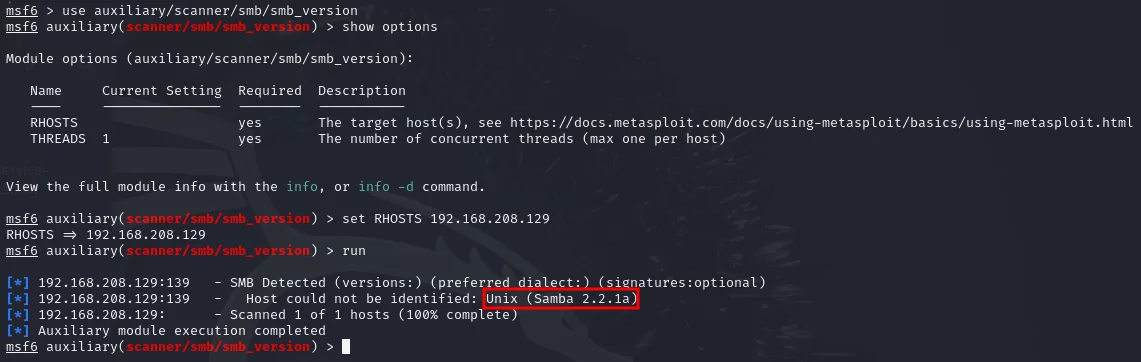 msf6 > use auxiliary/scanner/smb/smb_version
msf6 auxiliary(scanner/smb/smb_version) > show options
Module options (auxiliary/scanner/smb/smb_version):
Name Current Setting Required Description
RHOSTS yes The target host(s), see https://docs.metasploit.com/docs/using-metasploit/basics/using-metasploit.html
THREADS 1 yes The number of concurrent threads (max one per host)
View the full module info with the info, or info -d command.
msf6 auxiliary(scanner/smb/smb_version) > set RHOSTS 192.168.208.129
RHOSTS => 192.168.208.129
msf6 auxiliary(scanner/smb/smb_version) > run
[*] 192.168.208.129:139 - SMB Detected (versions:) (preferred dialect:) (signatures:optional)
[*] 192.168.208.129:139 - Host could not be identified: Unix (Samba 2.2.1a)
[*] 192.168.208.129: - Scanned 1 of 1 hosts (100% complete)
[*] Auxiliary module execution completed
msf6 auxiliary(scanner/smb/smb_version) >